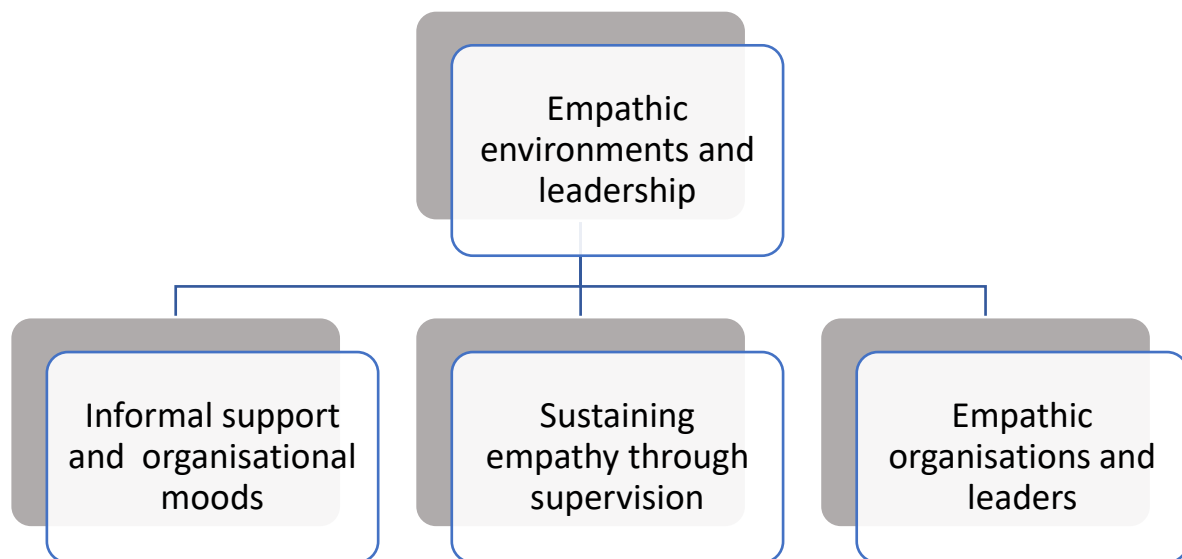 Empathic
environments and
leadership
Informal support
and  organisational
moods
Sustaining
empathy through
supervision
Empathic
organisations and
leaders